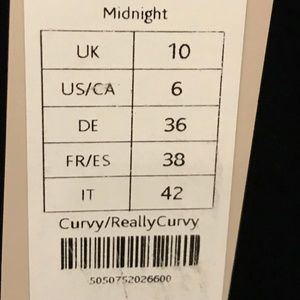 Midnight
UK 10
US/CA 6
DE 36
FR/ES 38
IT 42
Curvy/ReallyCurvy
5050752026600